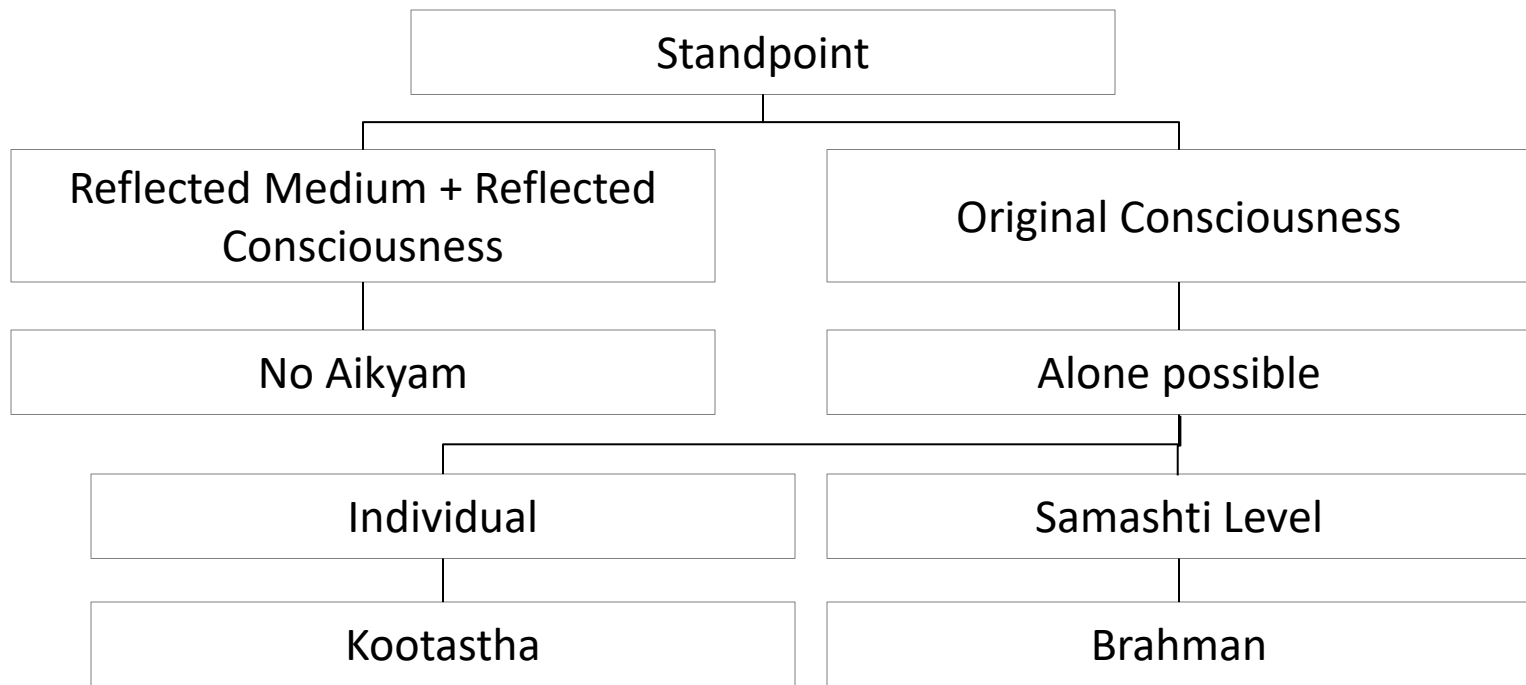 Standpoint
Reflected Medium + Reflected
Consciousness
Original Consciousness
No Aikyam
Alone possible
Individual
Samashti Level
Kootastha
Brahman